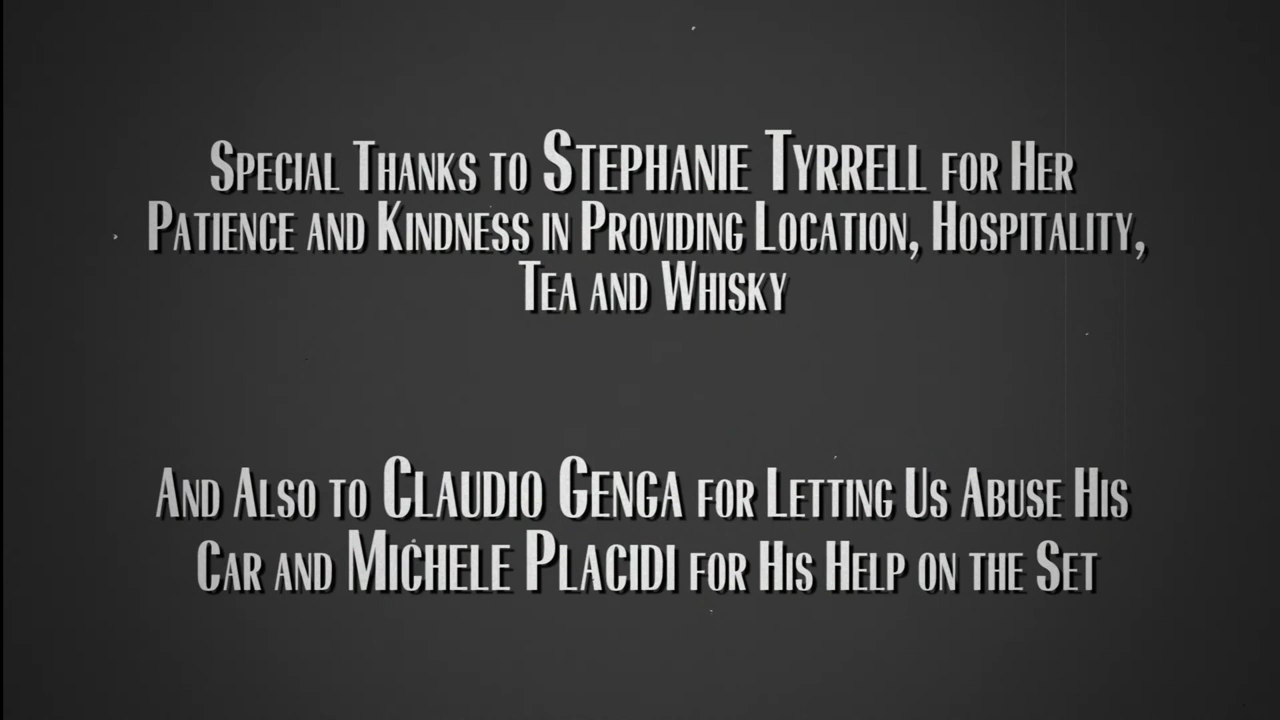 Special Thanks to Stephanie Tyrrell for Her
Patience and Kindness in Providing Location, Hospitality,
Tea and Whisky
And Also to Claudio Genga for Letting Us Abuse His
Car and Michele Placidi for His Help on the Set